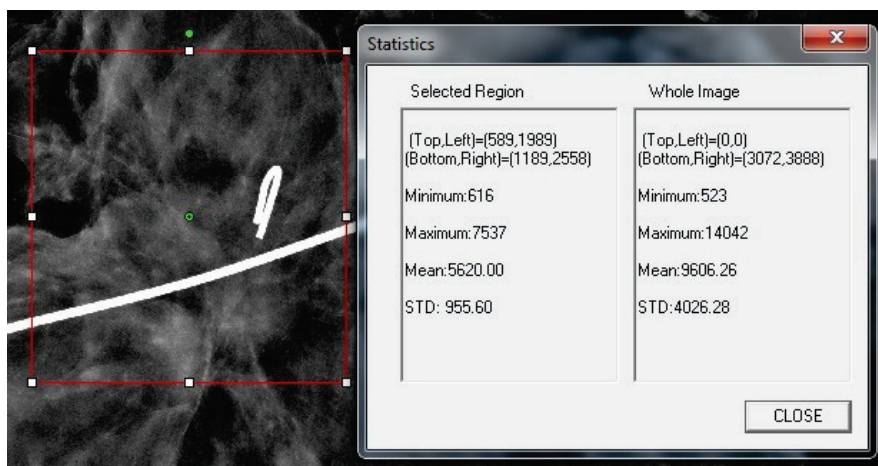 Statistics
Selected Region
(Top,Left)=(589,1989)
(Bottom,Right)=(1189,2558)
Minimum:616
Maximum:7537
Mean:5620.00
STD: 955.60
Whole Image
(Top,Left)=(0,0)
(Bottom,Right)=(3072,3888)
Minimum:523
Maximum:14042
Mean:9606.26
STD:4026.28
CLOSE